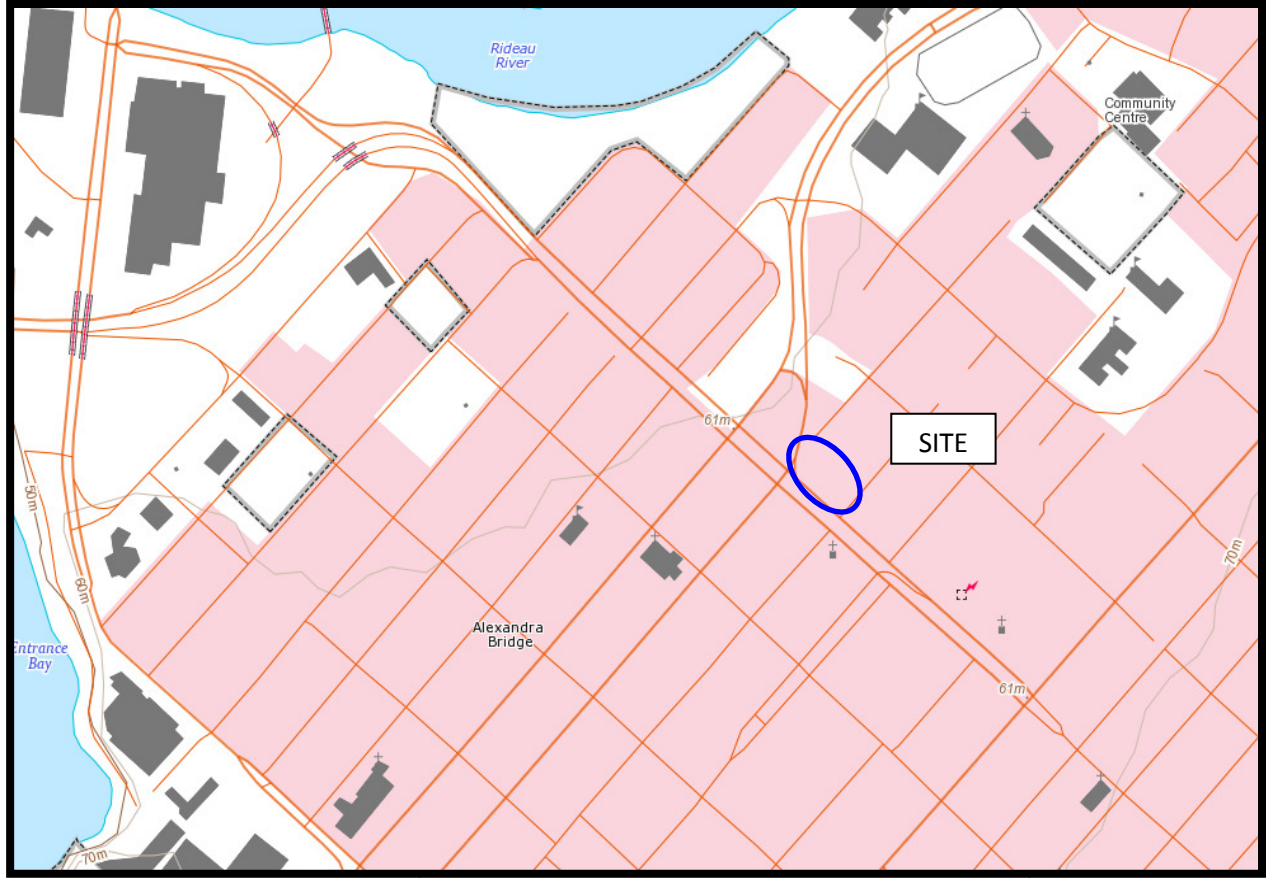 Rideau
River
Community
Centre
61m
SITE
50m
60m
70m
Alexandra
Bridge
Entrance
Bay
61m
70m